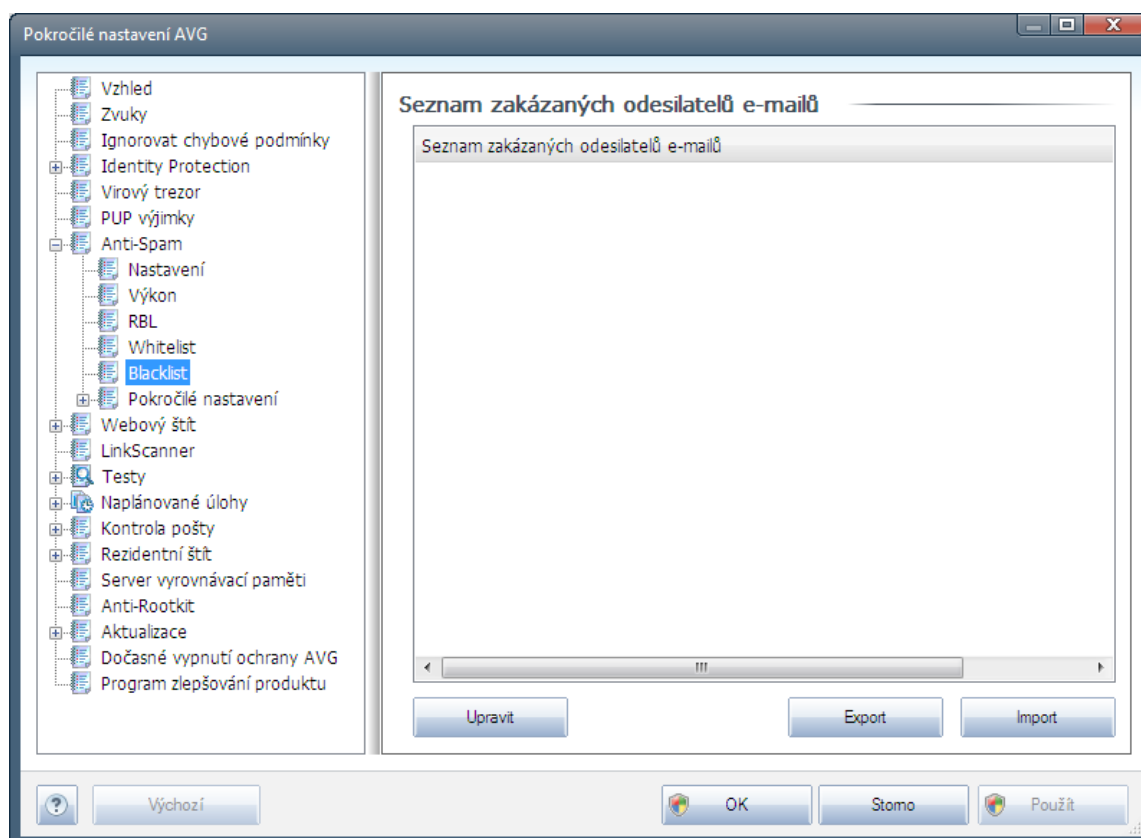 Pokročilé nastavení AVG
Vzhled
Zvuky
Ignorovat chybové podmínky
Identity Protection
Virový trezor
PUP výjimky
Anti-Spam
Nastavení
Výkon
RBL
Whitelist
Blacklist
Pokročilé nastavení
Webový štít
LinkScanner
Testy
Naplánované úlohy
Kontrola pošty
Rezidentní štít
Server vyrovnávací paměti
Anti-Rootkit
Aktualizace
Dočasné vypnutí ochrany AVG
Program zlepšování produktu
Seznam zakázaných odesilatelů e-mailů
Seznam zakázaných odesilatelů e-mailů
Upravit
Export
Import
?
Výchozí
OK
Storno
Použít